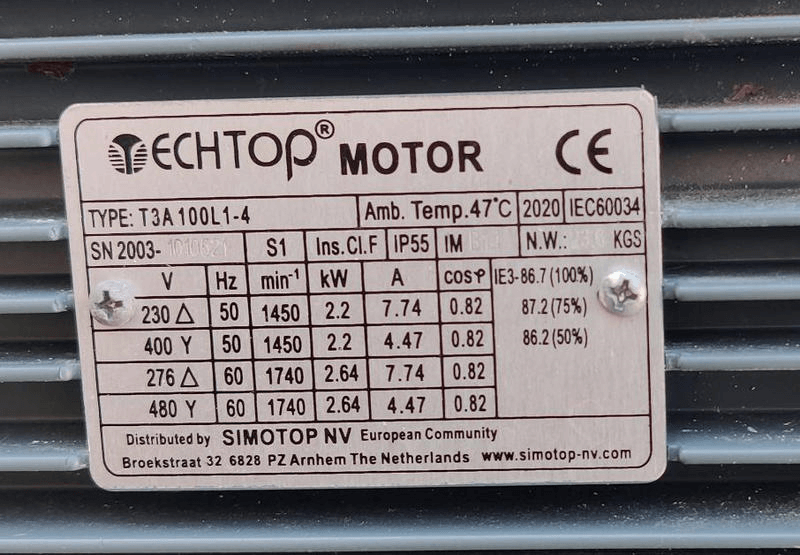 TECHTOP® MOTOR CE
TYPE: T3A100L1-4 Amb. Temp.47°C 2020 IEC60034
SN 2003- S1 Ins.Cl.F IP55 IM N.W.: KGS
V Hz min-1 kW A cosφ IE3-86.7(100%)
230 Δ 50 1450 2.2 7.74 0.82 87.2(75%)
400 Y 50 1450 2.2 4.47 0.82 86.2(50%)
276 Δ 60 1740 2.64 7.74 0.82
480 Y 60 1740 2.64 4.47 0.82
Distributed by SIMOTOP NV European Community
Broekstraat 32 6828 PZ Arnhem The Netherlands www.simotop-nv.com